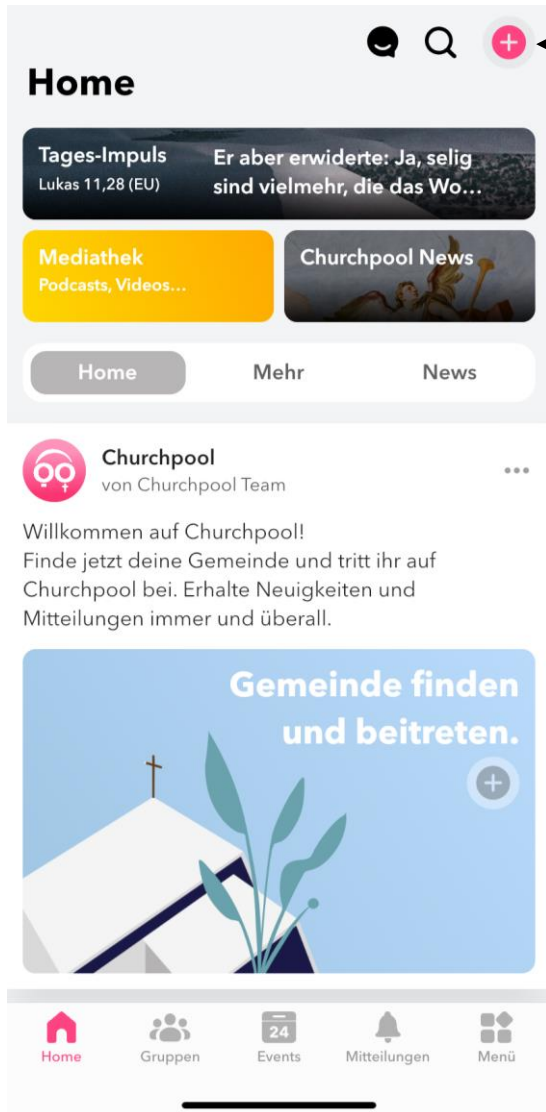 Home
Tages-Impuls
Lukas 11,28 (EU)
Er aber erwiderte: Ja, selig
sind vielmehr, die das Wo...
Mediathek
Podcasts, Videos...
Churchpool News
Home
Mehr
News
Churchpool
von Churchpool Team
Willkommen auf Churchpool!
Finde jetzt deine Gemeinde und tritt ihr auf
Churchpool bei. Erhalte Neuigkeiten und
Mitteilungen immer und überall.
Gemeinde finden
und beitreten.
24
Home
Gruppen
Events
Mitteilungen
Menü